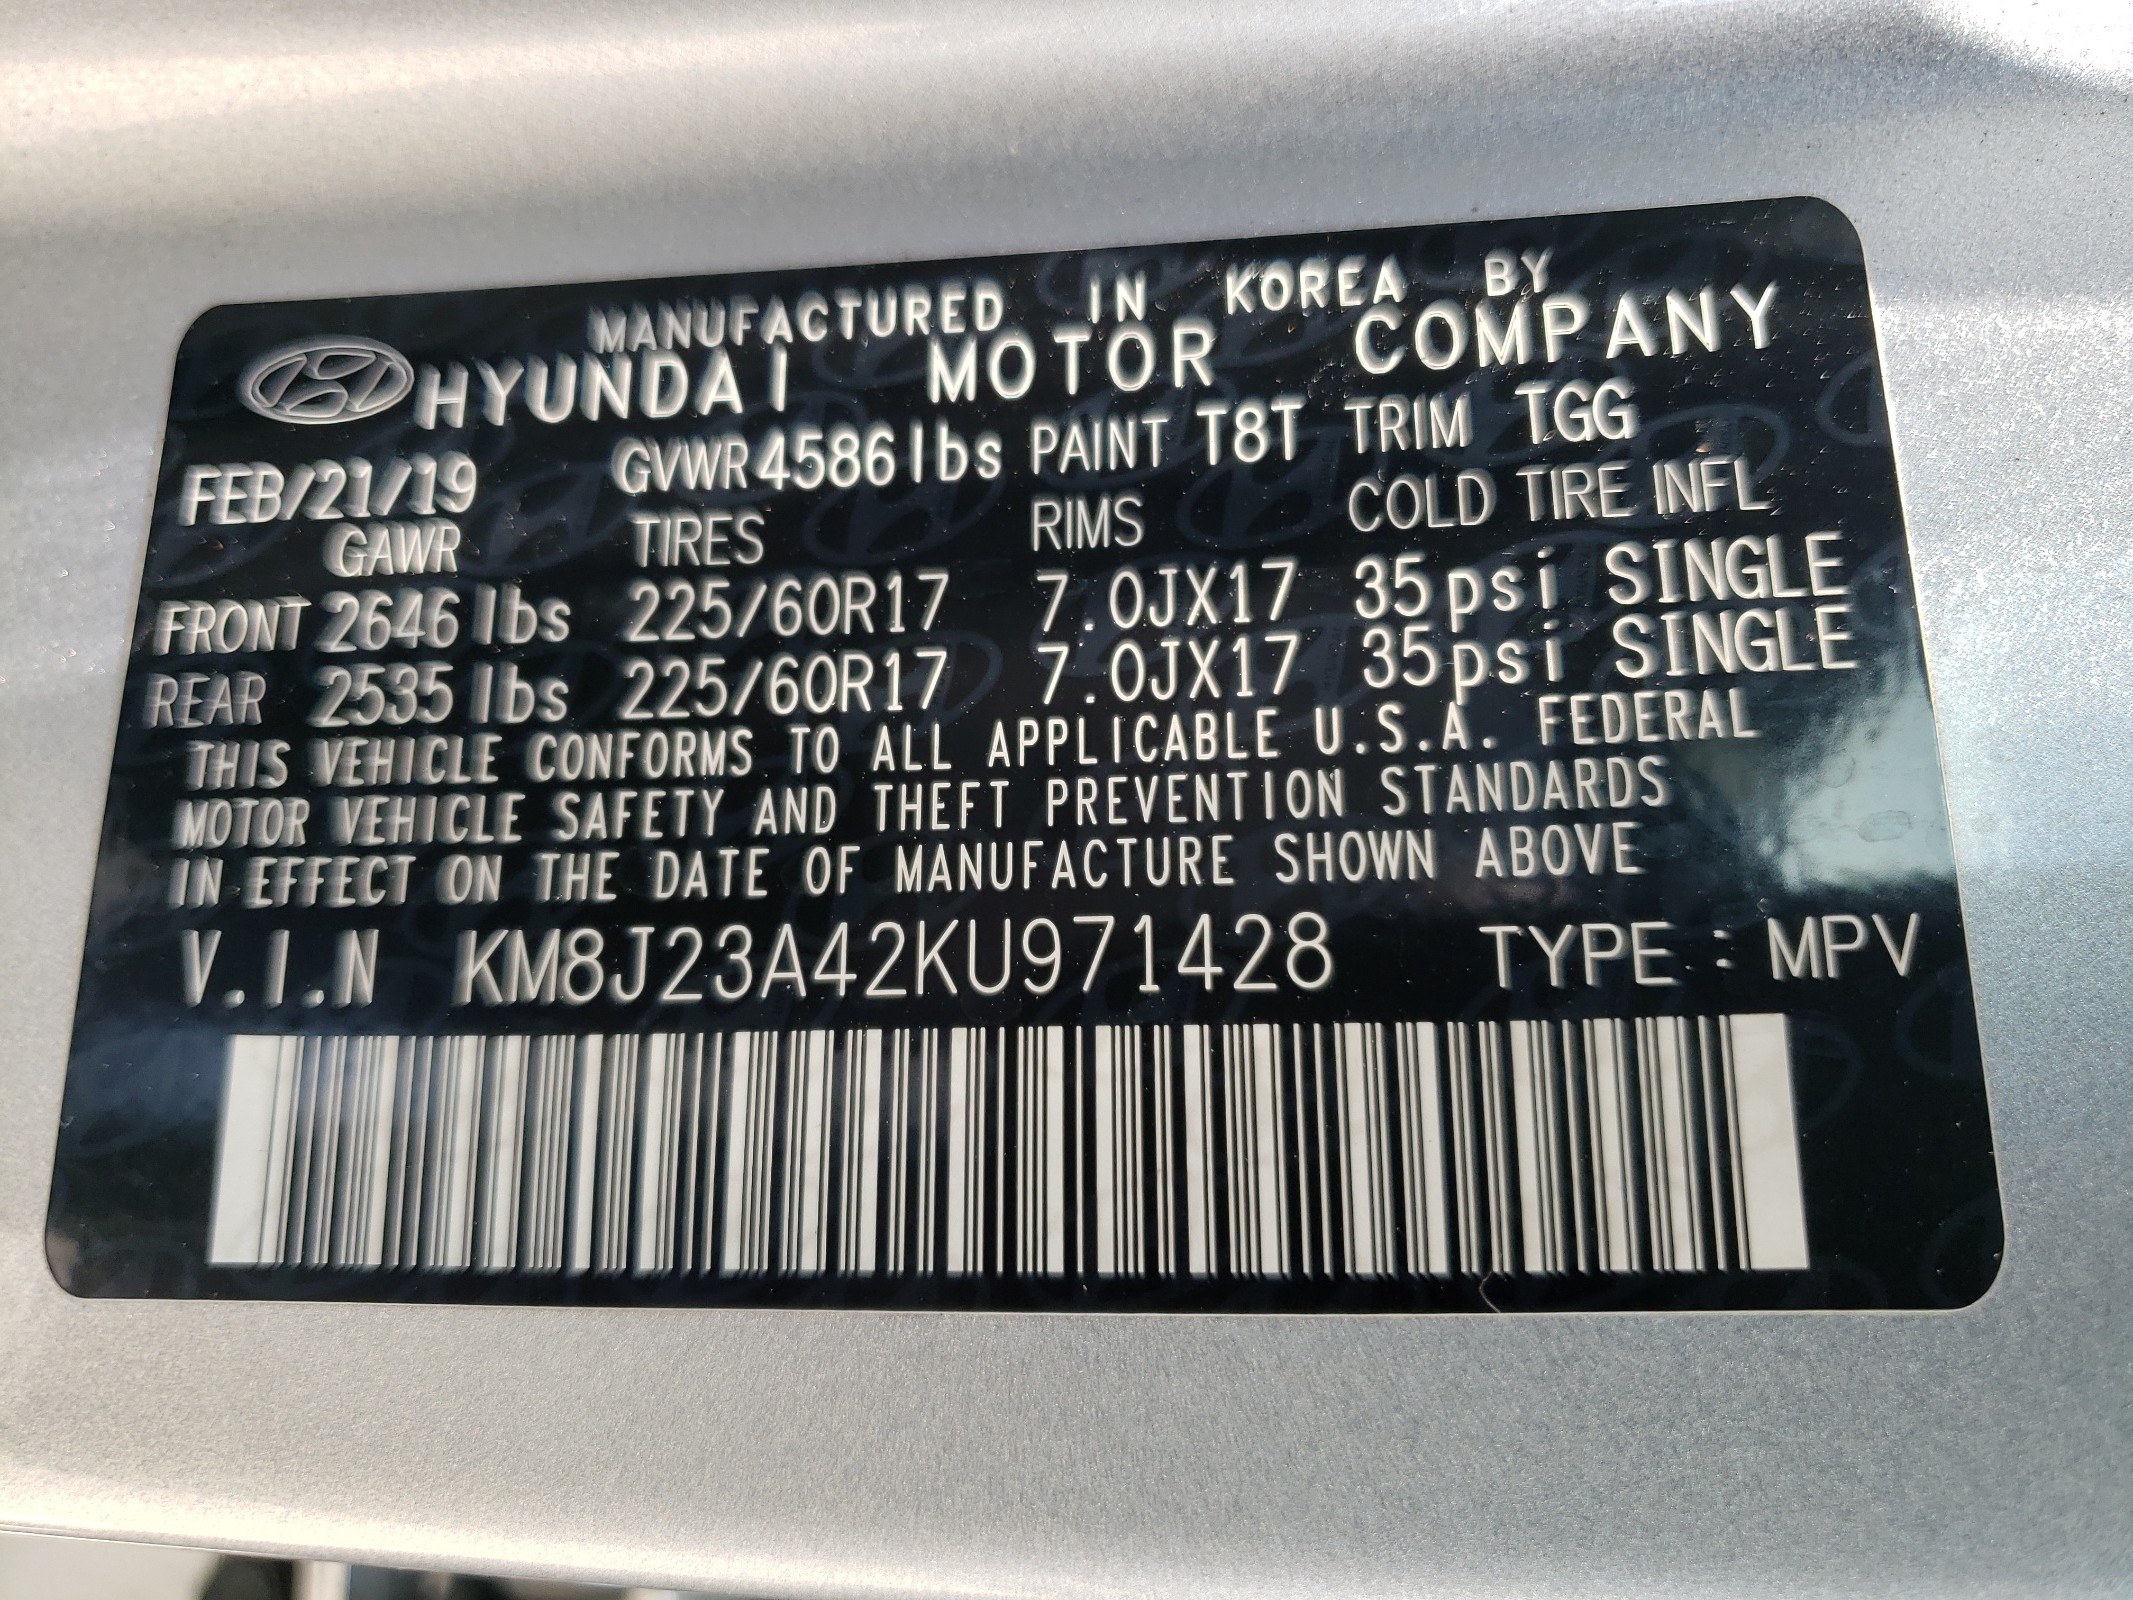 MANUFACTURED IN KOREA BY
HYUNDAI MOTOR COMPANY
FEB/21/19 GVWR 4586 lbs PAINT T8T TRIM TGG
GAWR TIRES RIMS COLD TIRE INFL
FRONT 2646 lbs 225/60R17 7.0JX17 35psi SINGLE
REAR 2535 lbs 225/60R17 7.0JX17 35psi SINGLE
THIS VEHICLE CONFORMS TO ALL APPLICABLE U.S.A. FEDERAL
MOTOR VEHICLE SAFETY AND THEFT PREVENTION STANDARDS
IN EFFECT ON THE DATE OF MANUFACTURE SHOWN ABOVE
V.I.N KM8J23A42KU971428 TYPE : MPV